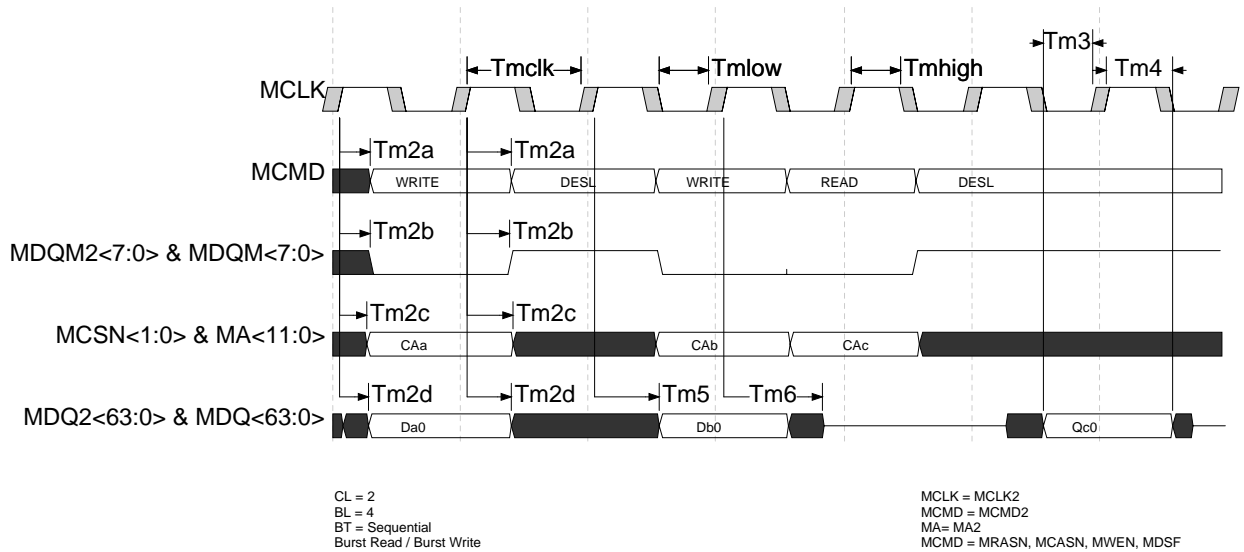 Tm3
Tmclk Tmlow Tmhigh Tm4
MCLK
Tm2a Tm2a
MCMD WRITE DESL WRITE READ DESL
Tm2b Tm2b
MDQM2<7:0> & MDQM<7:0>
Tm2c Tm2c
MCSN<1:0> & MA<11:0> CAa CAb CAc
Tm2d Tm2d Tm5 Tm6
MDQ2<63:0> & MDQ<63:0> Da0 Db0 Qc0
CL = 2
BL = 4
BT = Sequential
Burst Read / Burst Write
MCLK = MCLK2
MCMD = MCMD2
MA= MA2
MCMD = MRASN, MCASN, MWEN, MDSF